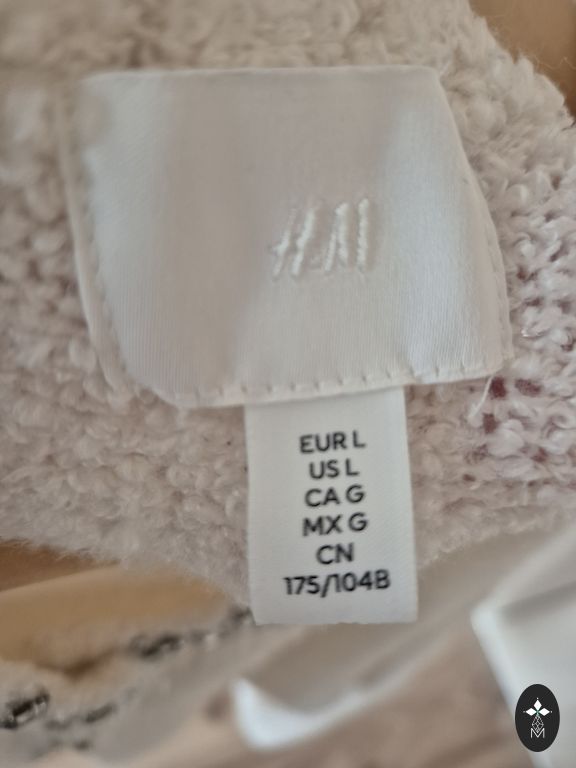 H&M
EUR L
US L
CA G
MX G
CN
175/104B
M